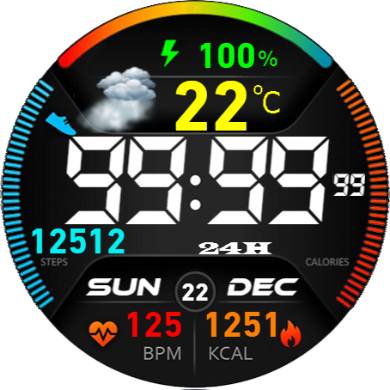 100%
22°C
99:99 99
12512 24H
STEPS CALORIES
SUN 22 DEC
125 1251
BPM KCAL